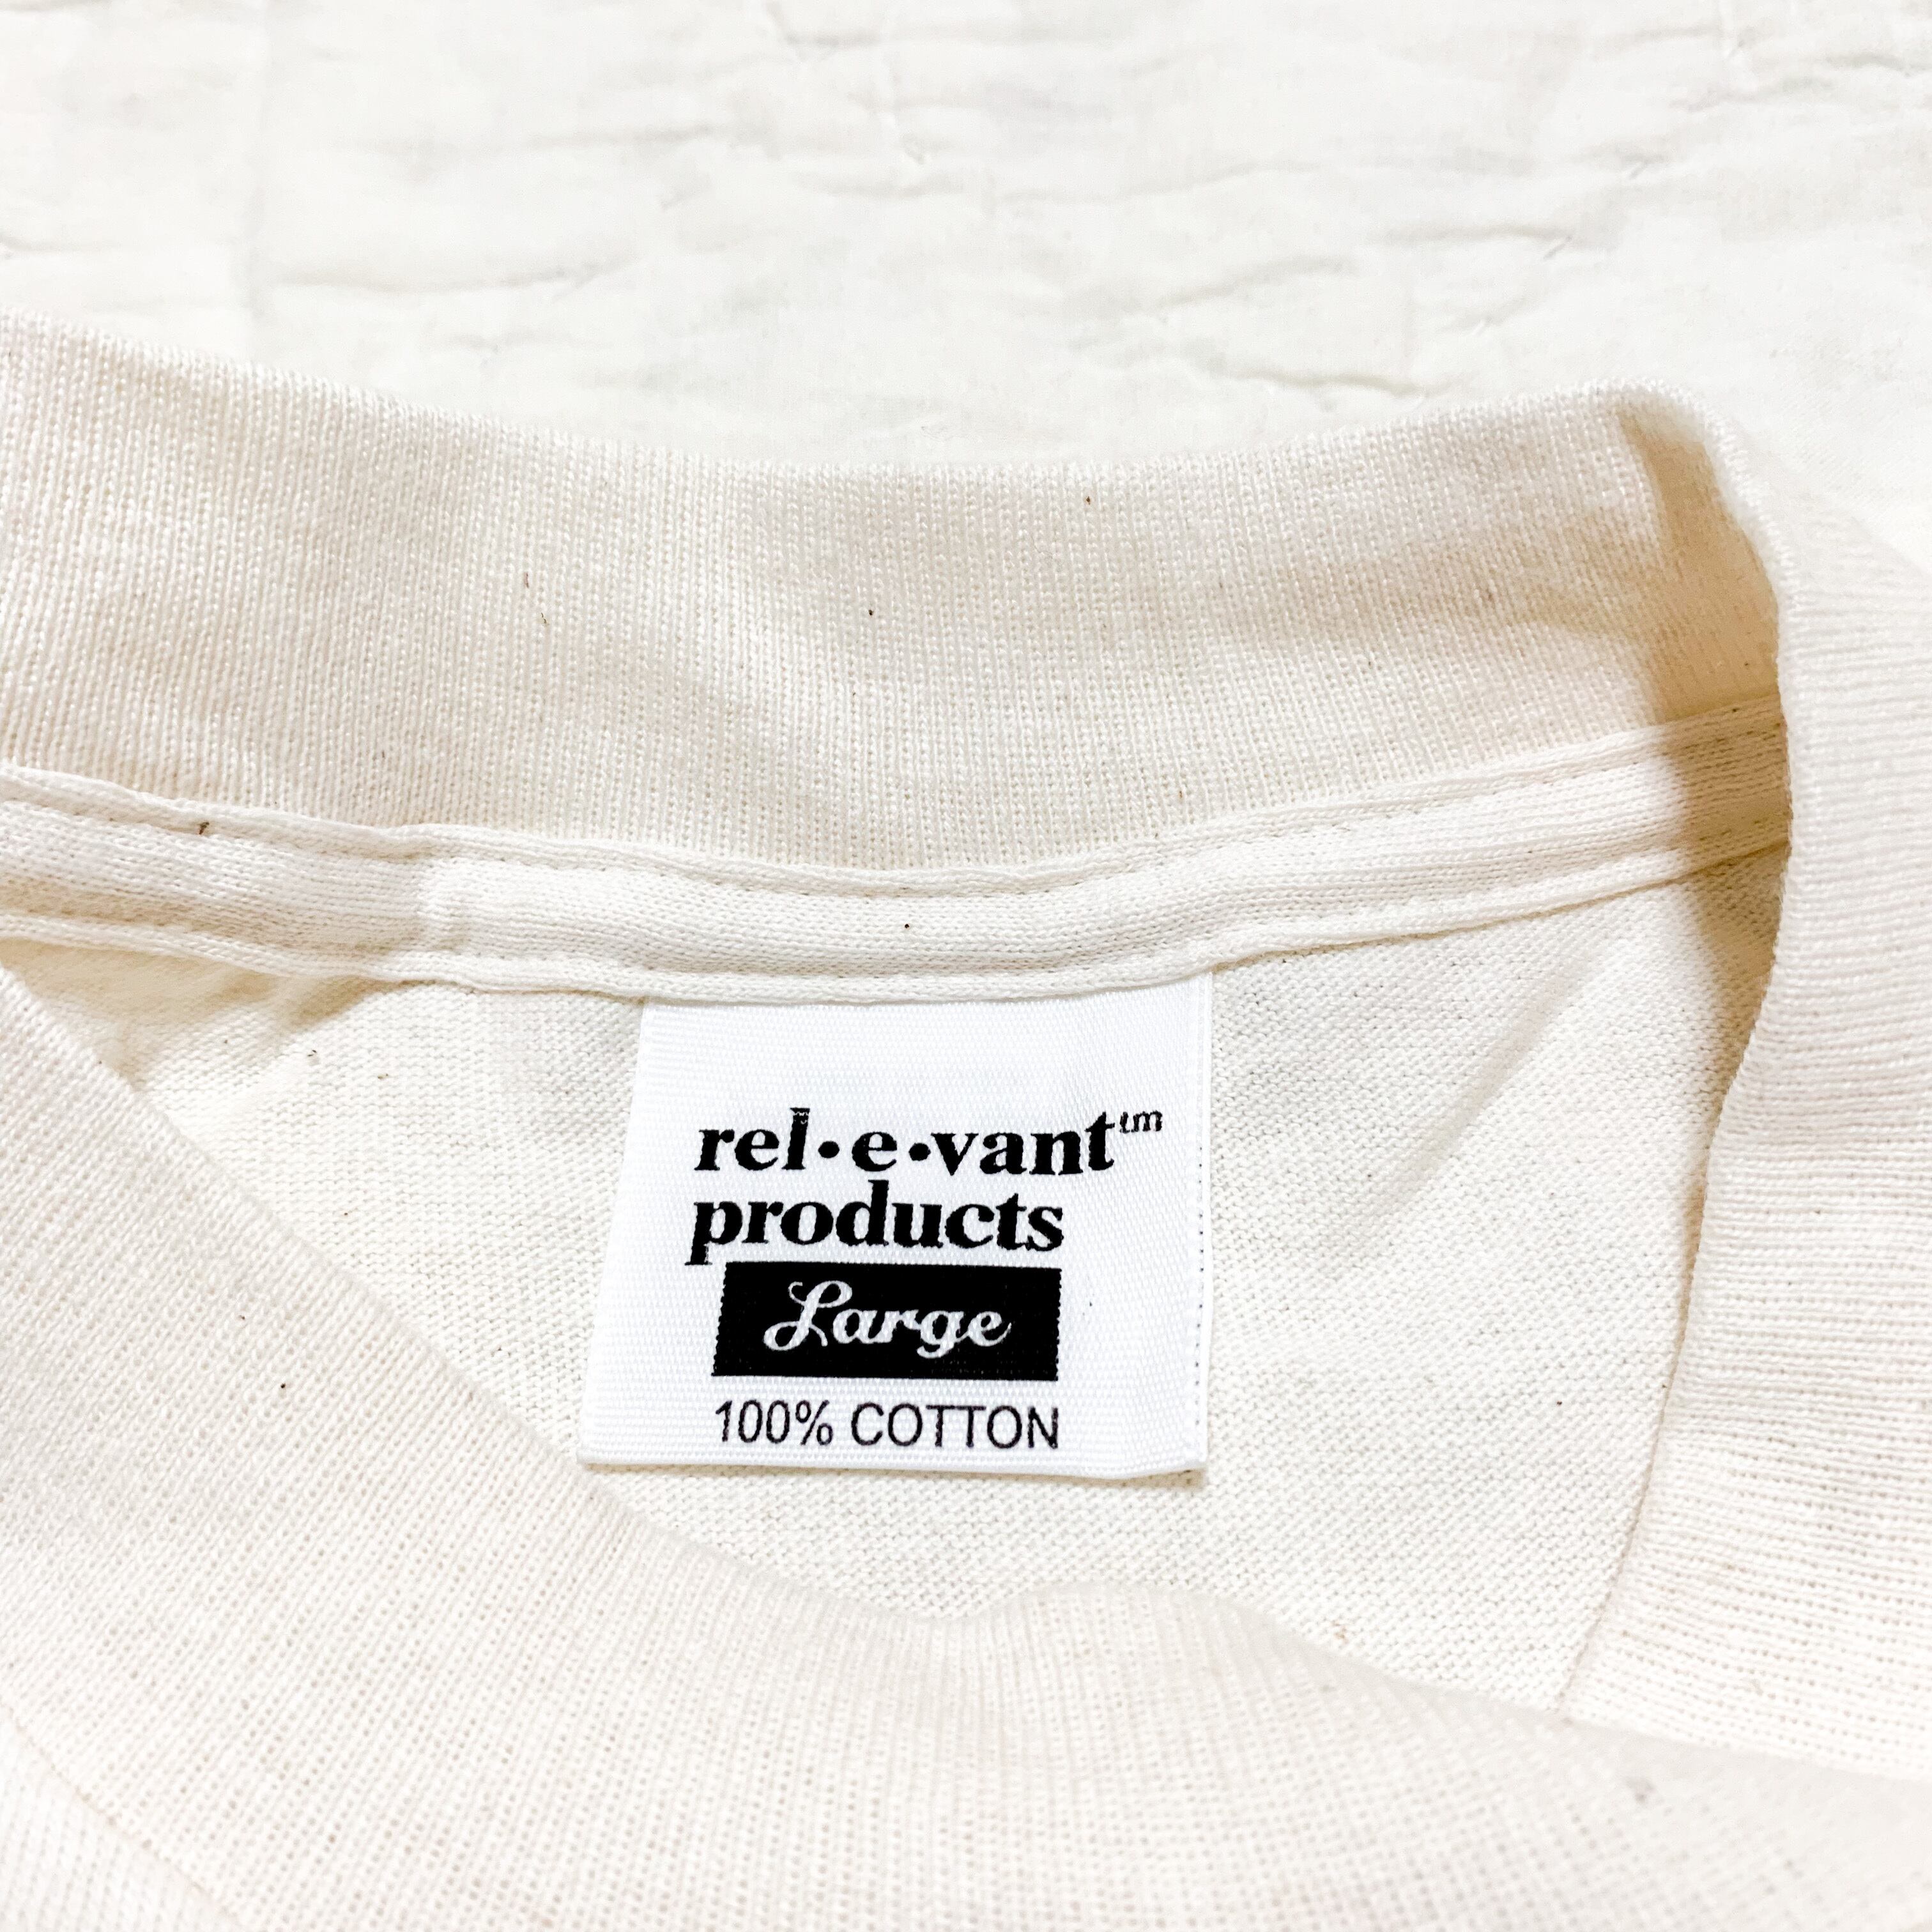 rel•e•vant™
products
Large
100% COTTON